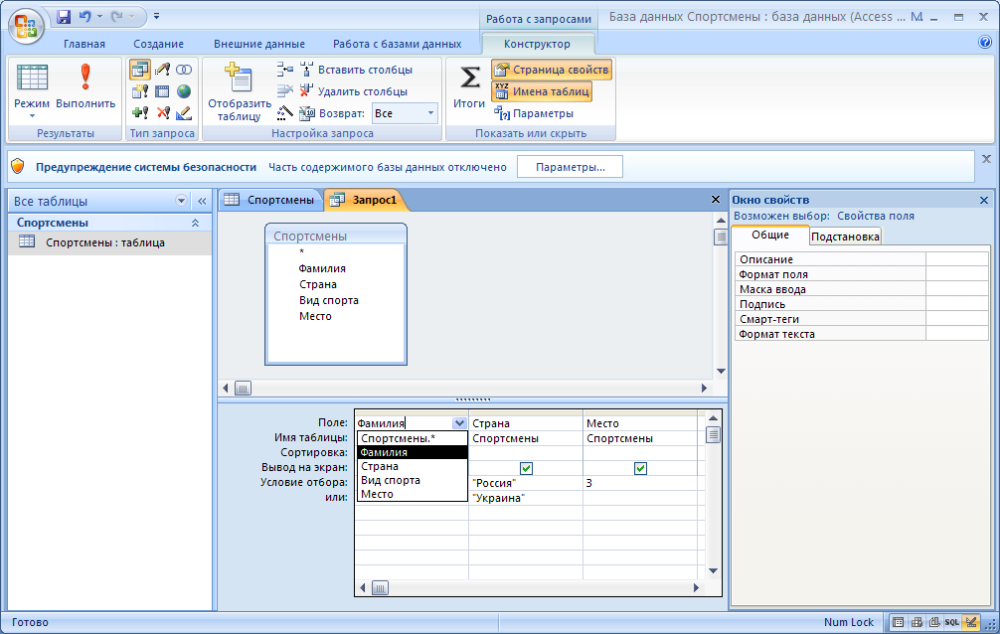 Работа с запросами
База данных Спортсмены : база данных (Access ... M
Главная Создание Внешние данные Работа с базами данных Конструктор
Режим Выполнить
Результаты
Тип запроса
Отобразить таблицу
Вставить столбцы
Удалить столбцы
Возврат: Все
Настройка запроса
Итоги
Страница свойств
XYZ Имена таблиц
Параметры
Показать или скрыть
Предупреждение системы безопасности Часть содержимого базы данных отключено Параметры...
Все таблицы
Спортсмены
Спортсмены : таблица
Спортсмены Запрос1
Спортсмены
*
Фамилия
Страна
Вид спорта
Место
Поле: Фамилия Страна Место
Имя таблицы: Спортсмены.* Спортсмены Спортсмены
Сортировка: Фамилия
Вывод на экран: Страна
Условие отбора: Вид спорта "Россия" 3
или: Место "Украина"
Окно свойств
Возможен выбор: Свойства поля
Общие Подстановка
Описание
Формат поля
Маска ввода
Подпись
Смарт-теги
Формат текста
Готово Num Lock SQL